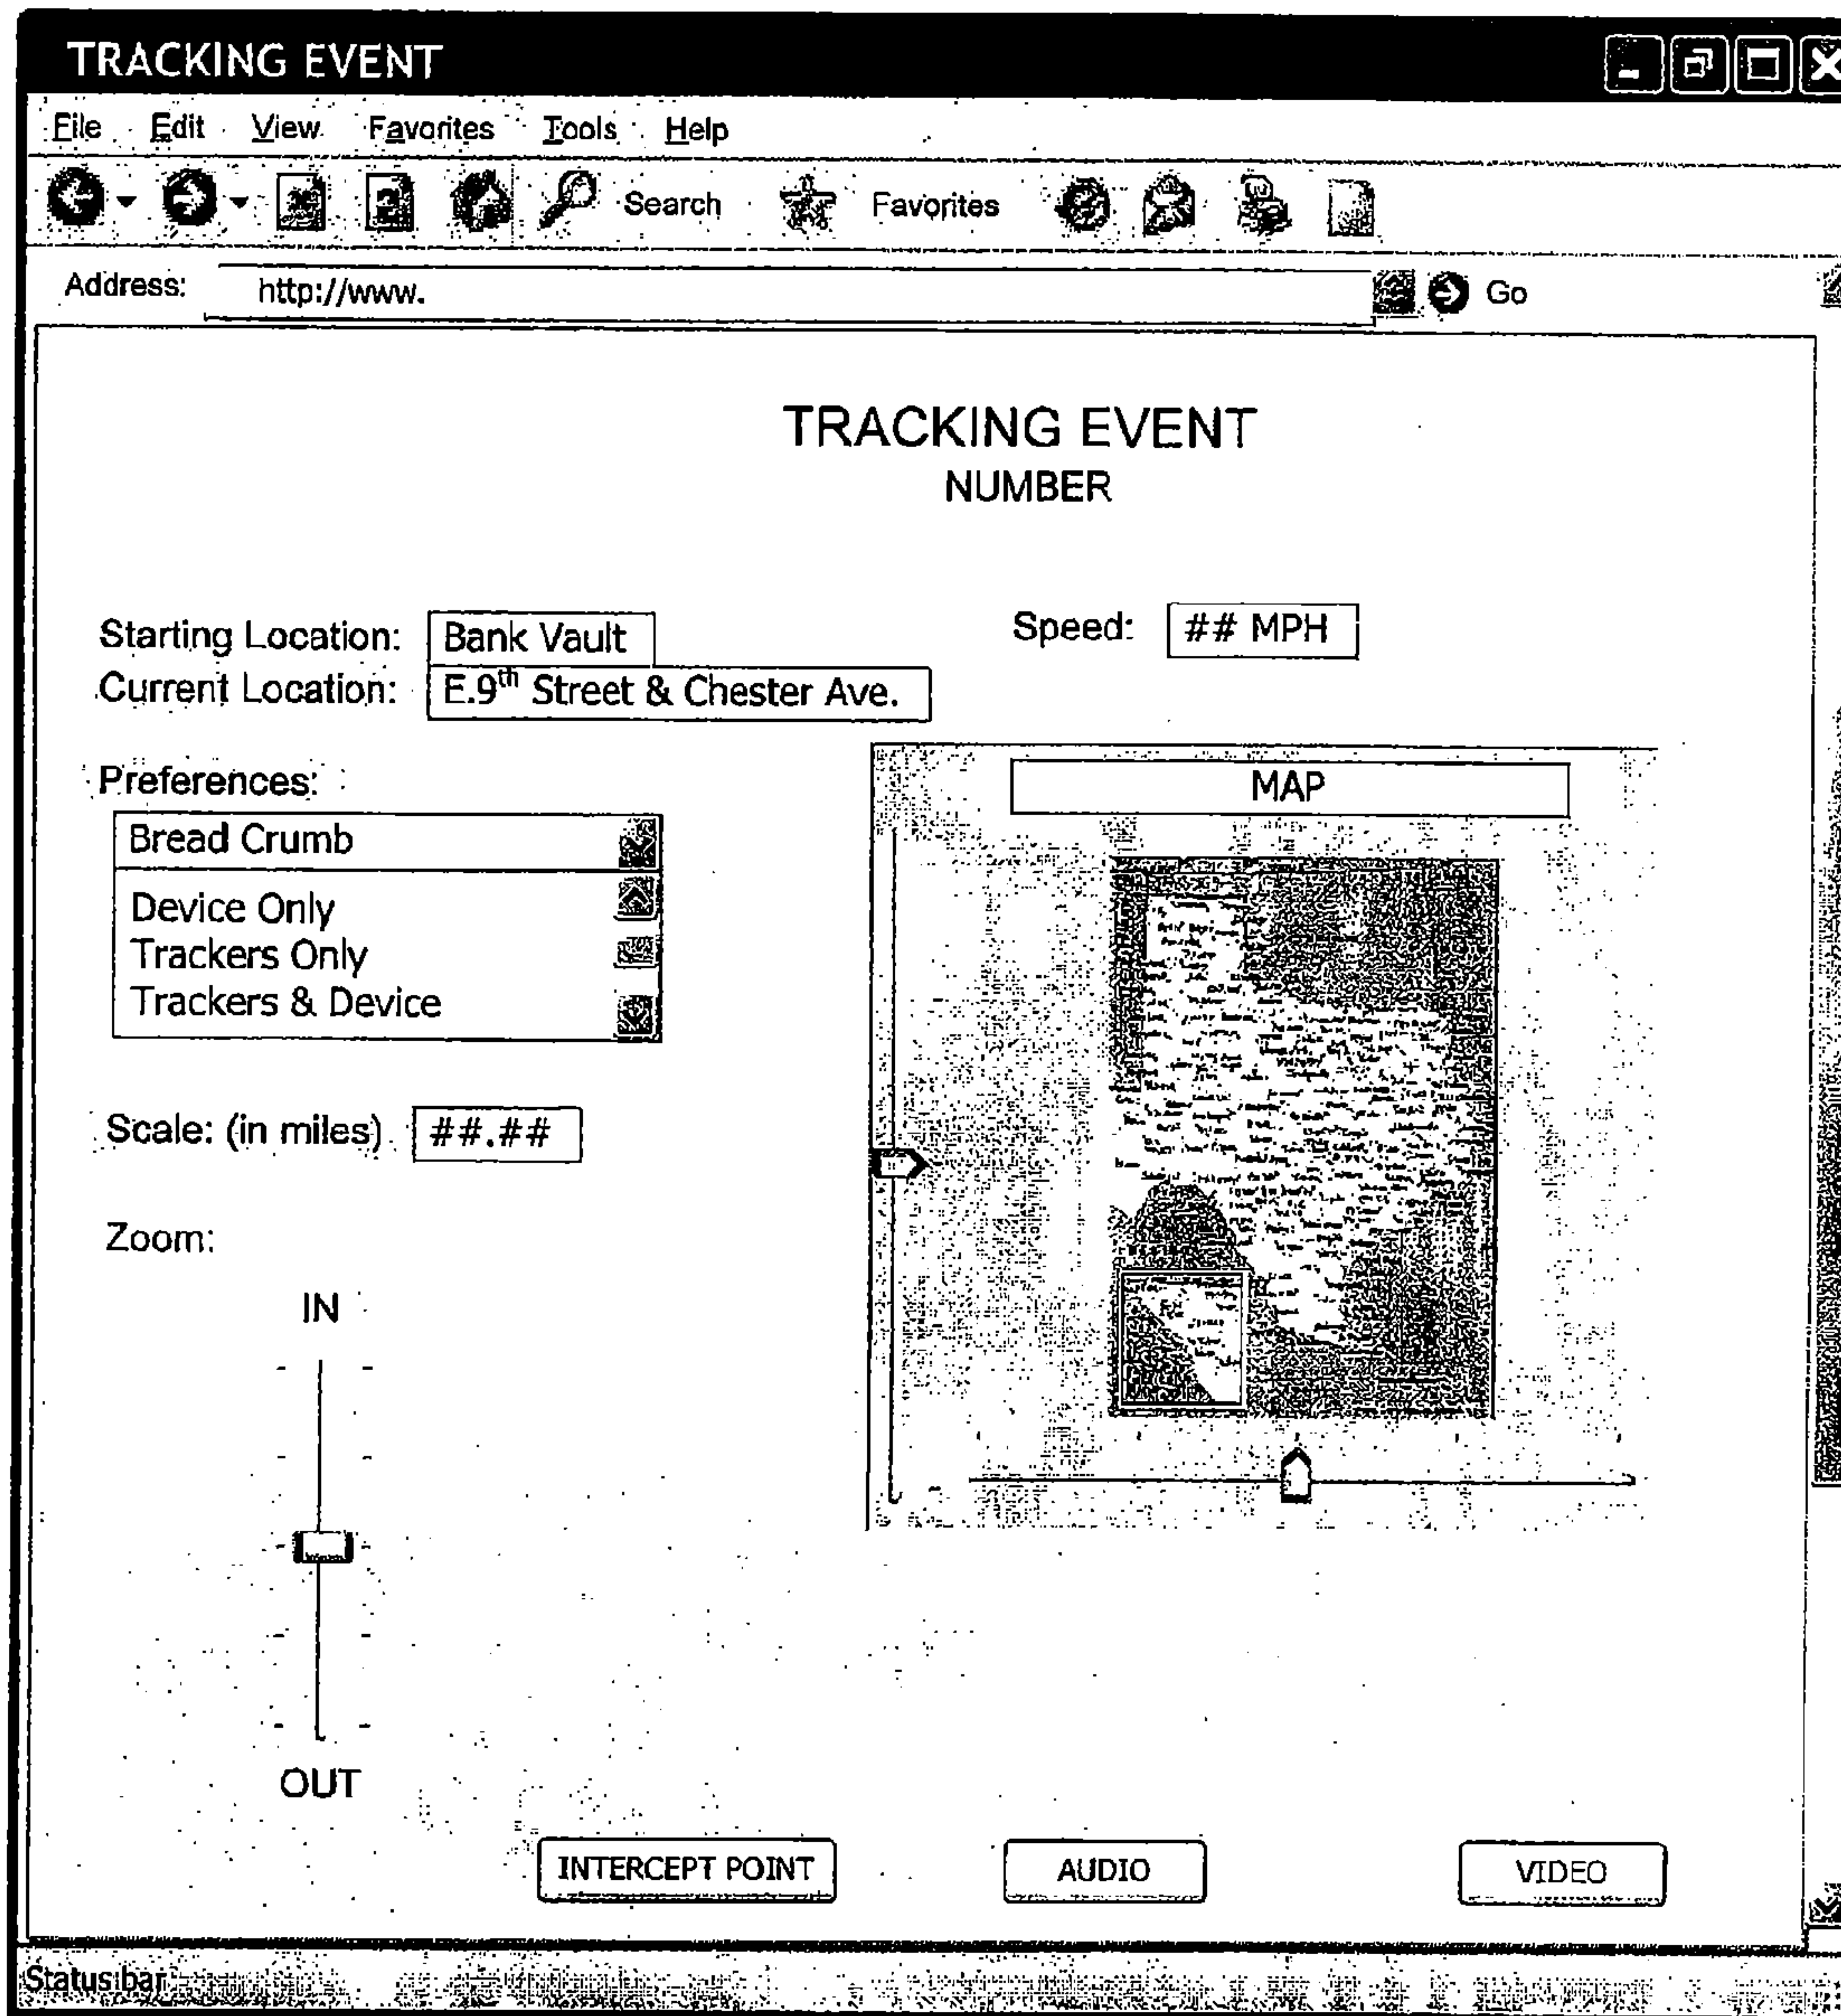 TRACKING EVENT
File Edit View Favorites Tools Help
Search Favorites
Address: http://www. Go
TRACKING EVENT
NUMBER
Starting Location: Bank Vault Speed: ## MPH
Current Location: E.9th Street & Chester Ave.
Preferences:
MAP
Bread Crumb
Device Only
Trackers Only
Trackers & Device
Scale: (in miles) ##.##
Zoom:
IN
OUT
INTERCEPT POINT AUDIO VIDEO
Status bar